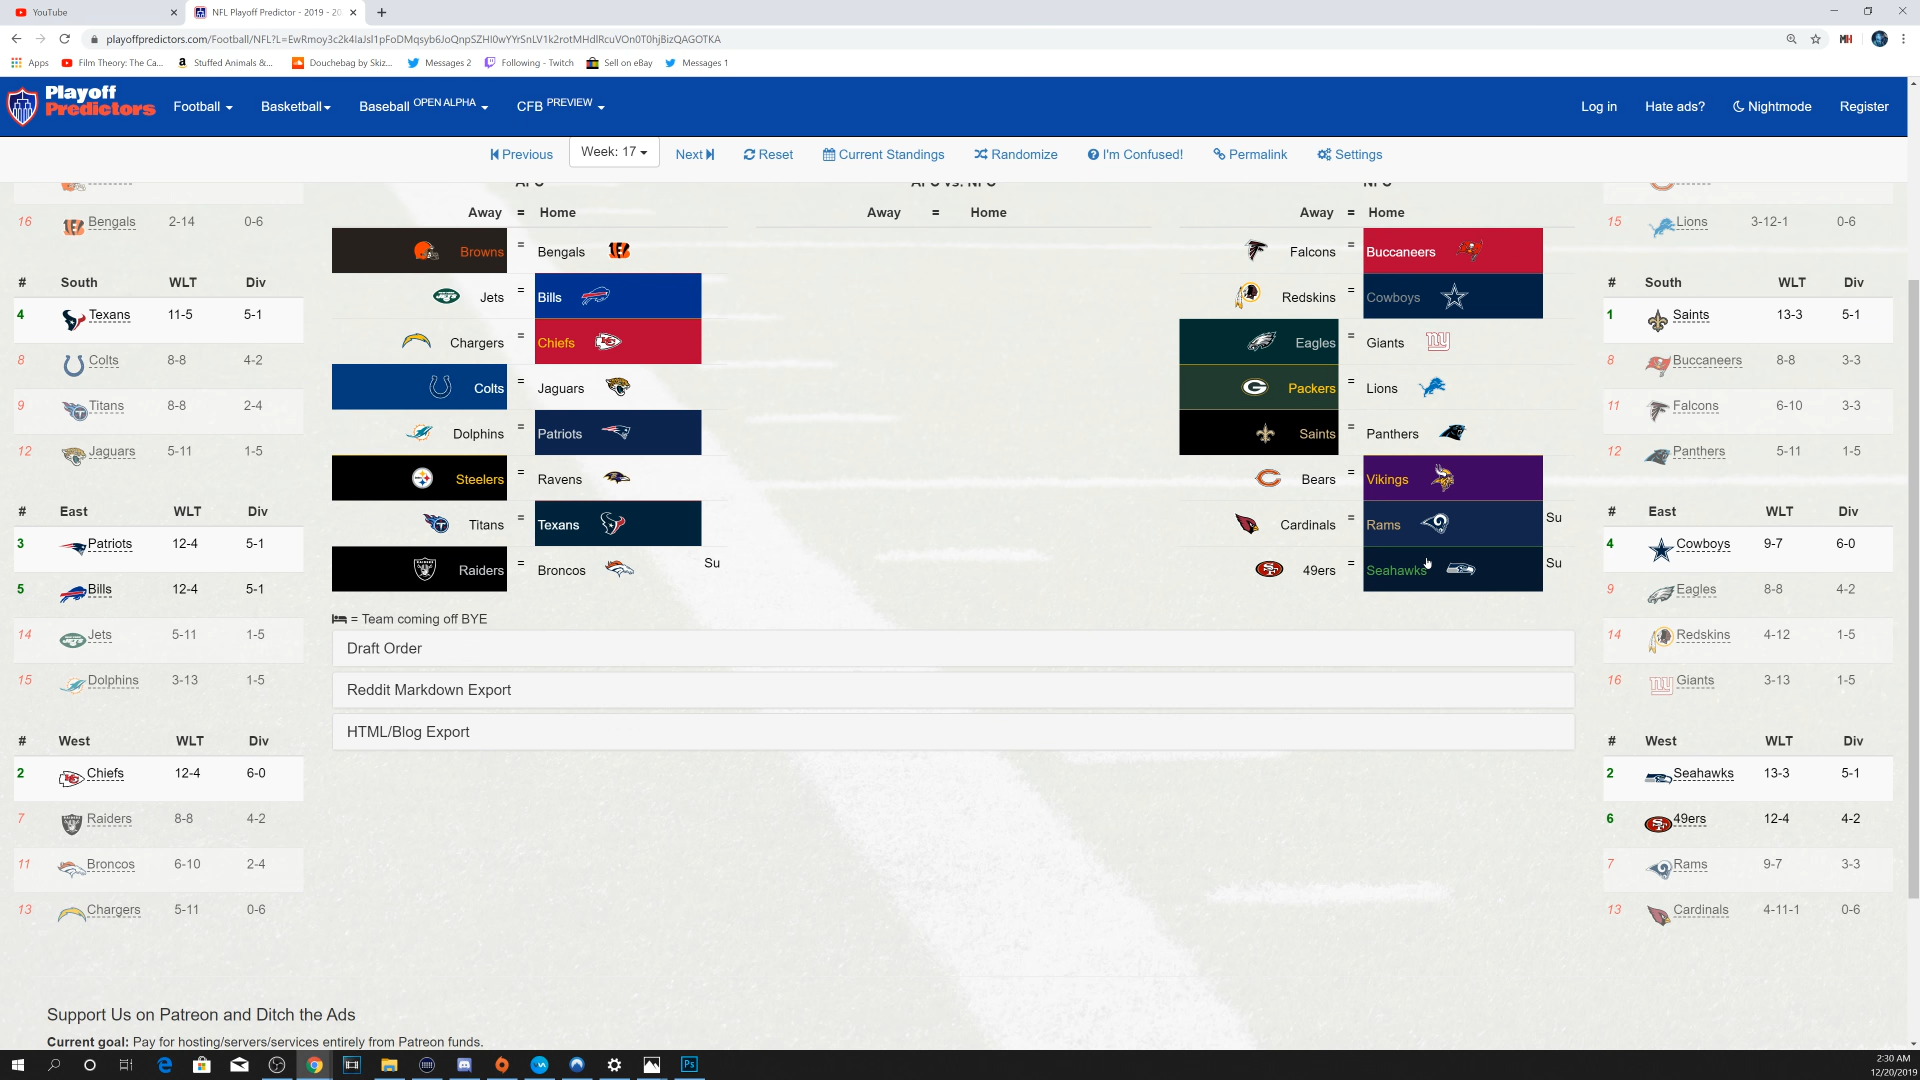 YouTube
NFL Playoff Predictor - 2019 - 20
playoffpredictors.com/Football/NFL?L=
Apps
Film Theory: The Ca...
Stuffed Animals &...
Douchebag by Skiz...
Messages 2
Following - Twitch
Sell on eBay
Messages 1
Playoff
Predictors
Football
Basketball
Baseball OPEN ALPHA
CFB PREVIEW
Log in
Hate ads?
Nightmode
Register
Previous
Week: 17
Next
Reset
Current Standings
Randomize
I'm Confused!
Permalink
Settings
16 Bengals 2-14 0-6
# South WLT Div
4 Texans 11-5 5-1
8 Colts 8-8 4-2
9 Titans 8-8 2-4
12 Jaguars 5-11 1-5
# East WLT Div
3 Patriots 12-4 5-1
5 Bills 12-4 5-1
14 Jets 5-11 1-5
15 Dolphins 3-13 1-5
# West WLT Div
2 Chiefs 12-4 6-0
7 Raiders 8-8 4-2
11 Broncos 6-10 2-4
13 Chargers 5-11 0-6
AFC
Away = Home
Browns = Bengals
Jets = Bills
Chargers = Chiefs
Colts = Jaguars
Dolphins = Patriots
Steelers = Ravens
Titans = Texans
Raiders = Broncos Su
AFC vs. NFC
Away = Home
NFC
Away = Home
Falcons = Buccaneers
Redskins = Cowboys
Eagles = Giants
Packers = Lions
Saints = Panthers
Bears = Vikings
Cardinals = Rams Su
49ers = Seahawks Su
= Team coming off BYE
Draft Order
Reddit Markdown Export
HTML/Blog Export
15 Lions 3-12-1 0-6
# South WLT Div
1 Saints 13-3 5-1
8 Buccaneers 8-8 3-3
11 Falcons 6-10 3-3
12 Panthers 5-11 1-5
# East WLT Div
4 Cowboys 9-7 6-0
9 Eagles 8-8 4-2
14 Redskins 4-12 1-5
16 Giants 3-13 1-5
# West WLT Div
2 Seahawks 13-3 5-1
6 49ers 12-4 4-2
7 Rams 9-7 3-3
13 Cardinals 4-11-1 0-6
Support Us on Patreon and Ditch the Ads
Current goal: Pay for hosting/servers/services entirely from Patreon funds.
2:30 AM
12/20/2019